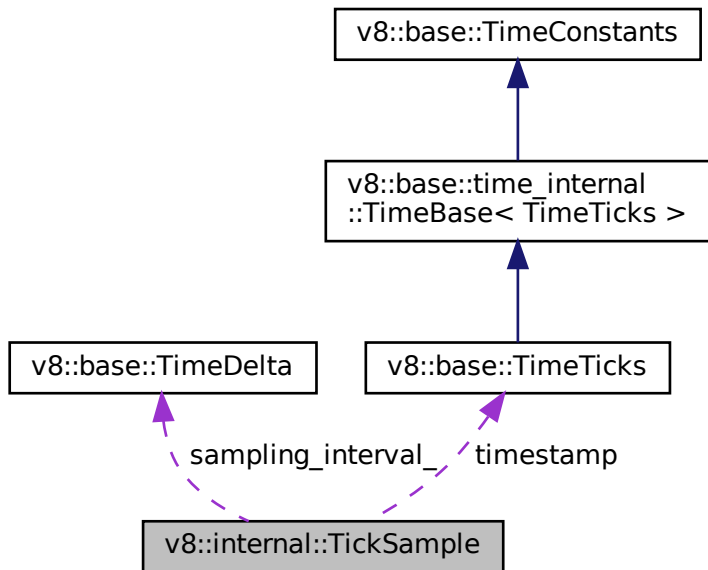 v8::base::TimeConstants
v8::base::time_internal
::TimeBase< TimeTicks >
v8::base::TimeDelta
v8::base::TimeTicks
sampling_interval_
timestamp
v8::internal::TickSample